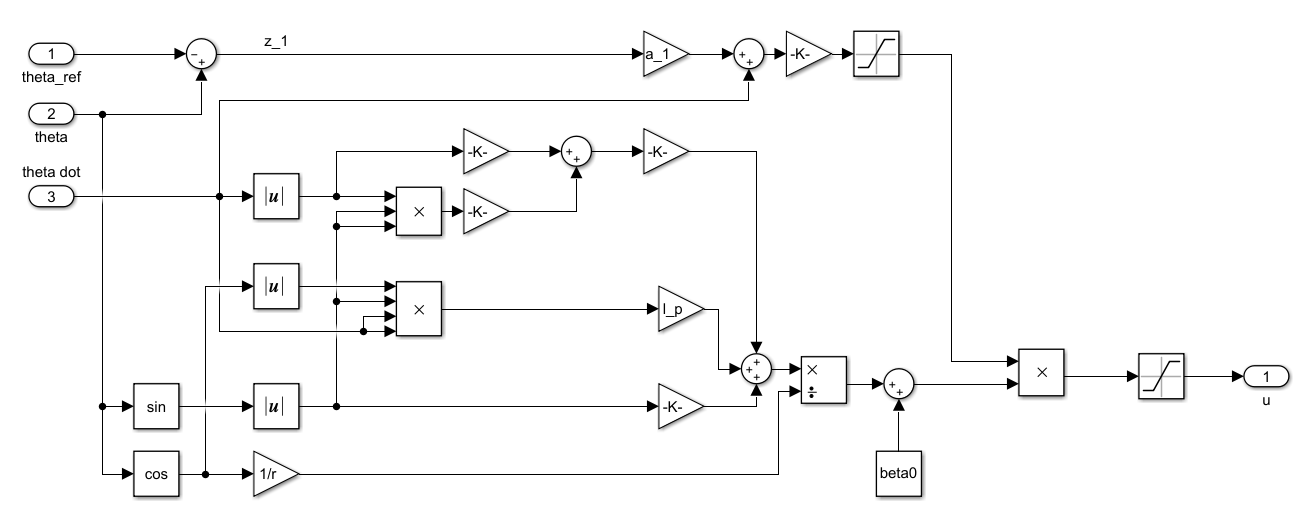 z_1
1
theta_ref
a_1
-K-
2
theta
theta dot
3
|u|
-K-
-K-
×
-K-
|u|
×
l_p
sin
|u|
-K-
×
÷
×
1
u
cos
1/r
beta0